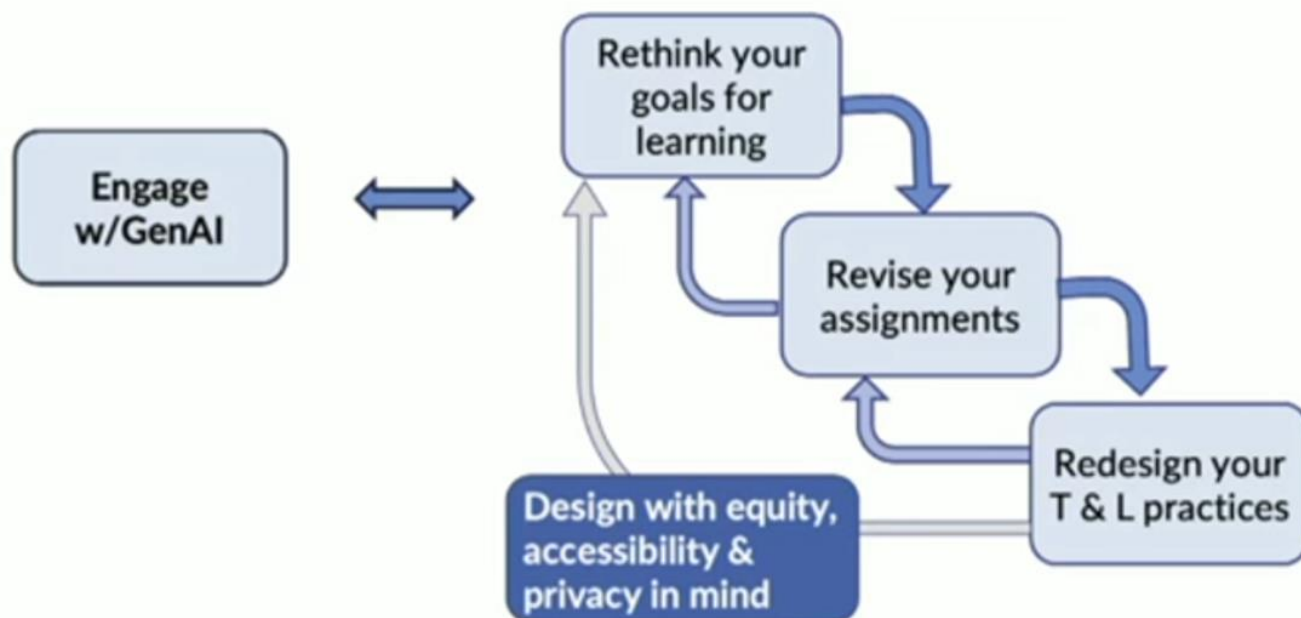 Engage
w/GenAI
Rethink your
goals for
learning
Revise your
assignments
Redesign your
T & L practices
Design with equity,
accessibility &
privacy in mind